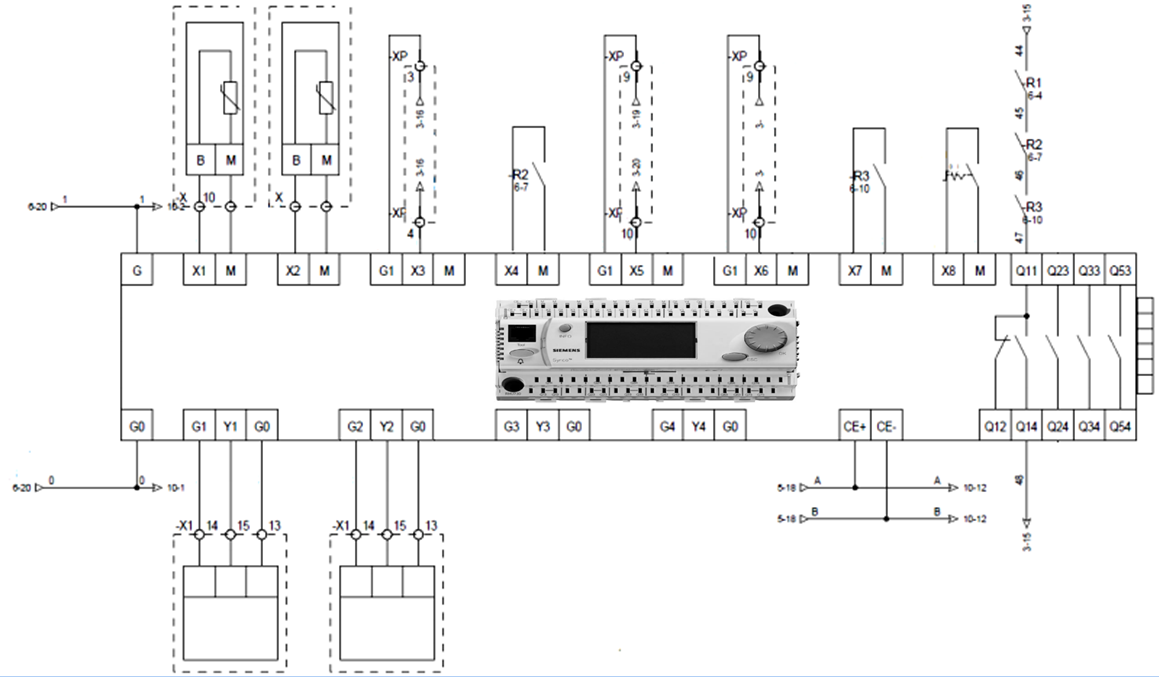 3-15
44
R1
6-4
45
R2
6-7
46
R3
6-10
47
-XP
3
3-16
3-16
4
-XP
9
3-19
3-20
-XP
10
-XP
9
3-
3-
-XP
10
B M
B M
-X 10
X
R2
6-7
R3
6-10
6-20 1 1 10-2
G X1 M X2 M G1 X3 M X4 M G1 X5 M G1 X6 M X7 M X8 M Q11 Q23 Q33 Q53
SIEMENS
G0 G1 Y1 G0 G2 Y2 G0 G3 Y3 G0 G4 Y4 G0 CE+ CE- Q12 Q14 Q24 Q34 Q54
6-20 0 0 10-1
5-18 A A 10-12
5-18 B B 10-12
48
3-15
-X1 14 15 13
-X1 14 15 13